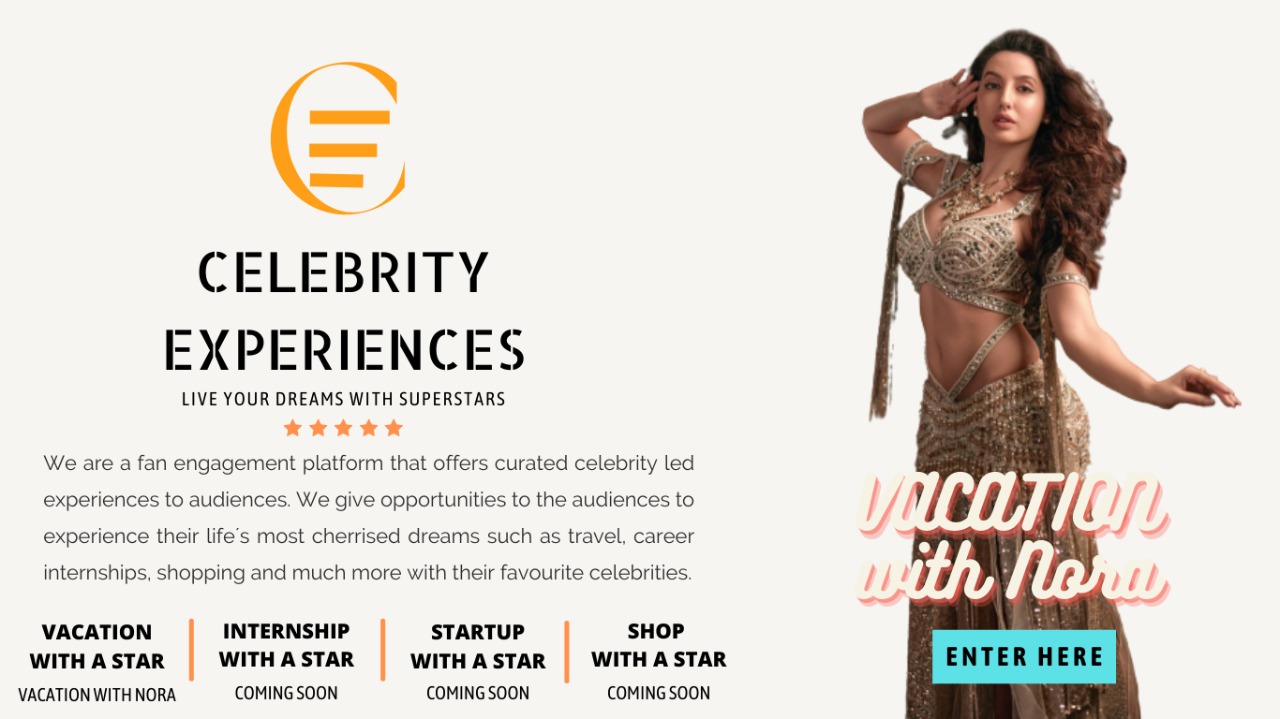 CELEBRITY
EXPERIENCES
LIVE YOUR DREAMS WITH SUPERSTARS
We are a fan engagement platform that offers curated celebrity led
experiences to audiences. We give opportunities to the audiences to
experience their life´s most cherrised dreams such as travel, career
internships, shopping and much more with their favourite celebrities.
VACATION
WITH A STAR
VACATION WITH NORA
INTERNSHIP
WITH A STAR
COMING SOON
STARTUP
WITH A STAR
COMING SOON
SHOP
WITH A STAR
COMING SOON
VACATION
with Nora
ENTER HERE